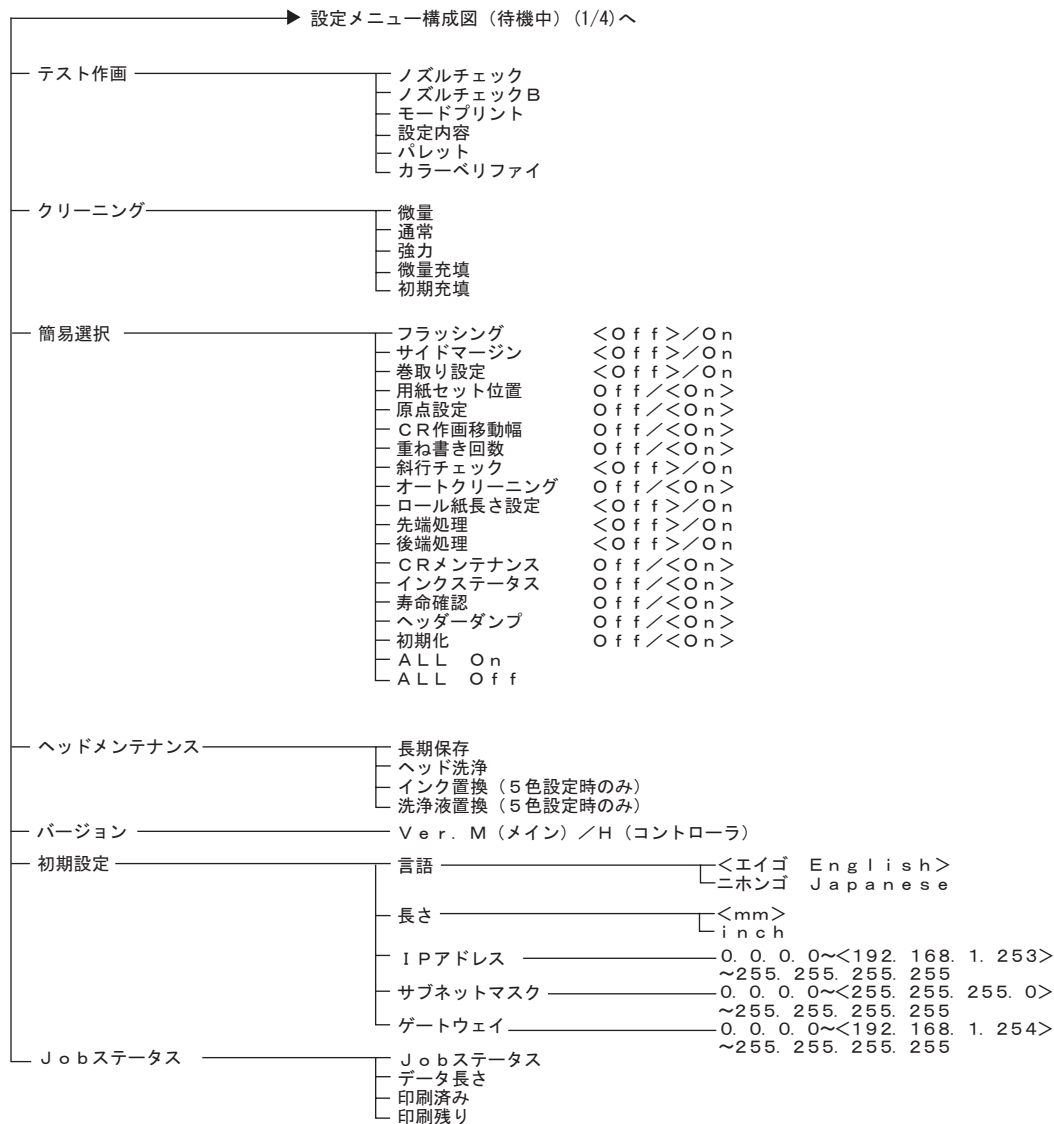 設定メニュー構成図（待機中）(1/4)へ
テスト作画
ノズルチェック
ノズルチェックＢ
モードプリント
設定内容
パレット
カラーベリファイ
クリーニング
微量
通常
強力
微量充填
初期充填
簡易選択
フラッシング　<Ｏｆｆ>／Ｏｎ
サイドマージン　<Ｏｆｆ>／Ｏｎ
巻取り設定　<Ｏｆｆ>／Ｏｎ
用紙セット位置　Ｏｆｆ／<Ｏｎ>
原点設定　Ｏｆｆ／<Ｏｎ>
ＣＲ作画移動幅　Ｏｆｆ／<Ｏｎ>
重ね書き回数　Ｏｆｆ／<Ｏｎ>
斜行チェック　<Ｏｆｆ>／Ｏｎ
オートクリーニング　Ｏｆｆ／<Ｏｎ>
ロール紙長さ設定　<Ｏｆｆ>／Ｏｎ
先端処理　<Ｏｆｆ>／Ｏｎ
後端処理　<Ｏｆｆ>／Ｏｎ
ＣＲメンテナンス　Ｏｆｆ／<Ｏｎ>
インクステータス　Ｏｆｆ／<Ｏｎ>
寿命確認　Ｏｆｆ／<Ｏｎ>
ヘッダーダンプ　Ｏｆｆ／<Ｏｎ>
初期化　Ｏｆｆ／<Ｏｎ>
ＡＬＬ　Ｏｎ
ＡＬＬ　Ｏｆｆ
ヘッドメンテナンス
長期保存
ヘッド洗浄
インク置換（５色設定時のみ）
洗浄液置換（５色設定時のみ）
バージョン
Ｖｅｒ．Ｍ（メイン）／Ｈ（コントローラ）
初期設定
言語
<エイゴ　Ｅｎｇｌｉｓｈ>
ニホンゴ　Ｊａｐａｎｅｓｅ
長さ
<ｍｍ>
ｉｎｃｈ
ＩＰアドレス
０．０．０．０~<１９２．１６８．１．２５３>
~２５５．２５５．２５５．２５５
サブネットマスク
０．０．０．０~<２５５．２５５．２５５．０>
~２５５．２５５．２５５．２５５
ゲートウェイ
０．０．０．０~<１９２．１６８．１．２５４>
~２５５．２５５．２５５．２５５
Ｊｏｂステータス
Ｊｏｂステータス
データ長さ
印刷済み
印刷残り